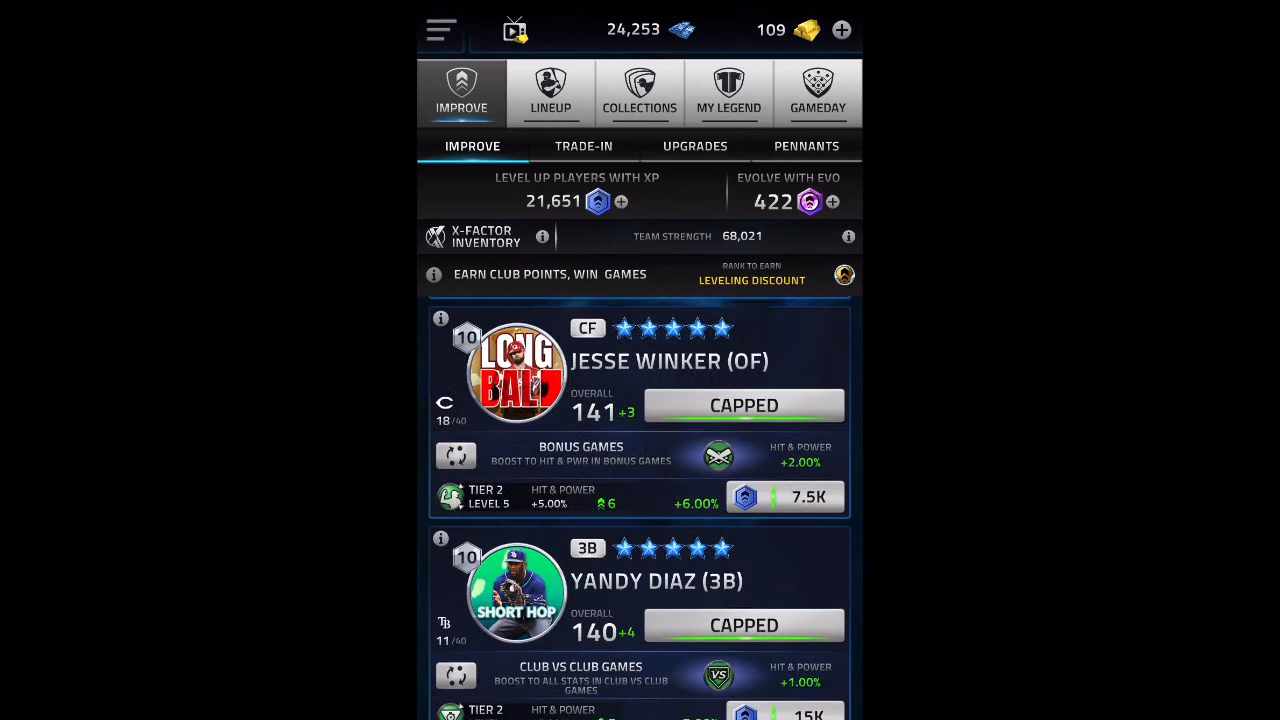 24,253
109
IMPROVE
LINEUP
COLLECTIONS
MY LEGEND
GAMEDAY
IMPROVE
TRADE-IN
UPGRADES
PENNANTS
LEVEL UP PLAYERS WITH XP
21,651
EVOLVE WITH EVO
422
X-FACTOR
INVENTORY
TEAM STRENGTH 68,021
EARN CLUB POINTS, WIN GAMES
RANK TO EARN
LEVELING DISCOUNT
10
CF
LONG
BALL
JESSE WINKER (OF)
OVERALL
141 +3
CAPPED
C
18/40
BONUS GAMES
BOOST TO HIT & PWR IN BONUS GAMES
HIT & POWER
+2.00%
TIER 2
LEVEL 5
HIT & POWER
+5.00%
6
+6.00%
7.5K
10
3B
SHORT HOP
YANDY DIAZ (3B)
OVERALL
140 +4
CAPPED
TB
11/40
CLUB VS CLUB GAMES
BOOST TO ALL STATS IN CLUB VS CLUB
GAMES
VS
HIT & POWER
+1.00%
TIER 2
HIT & POWER
15K